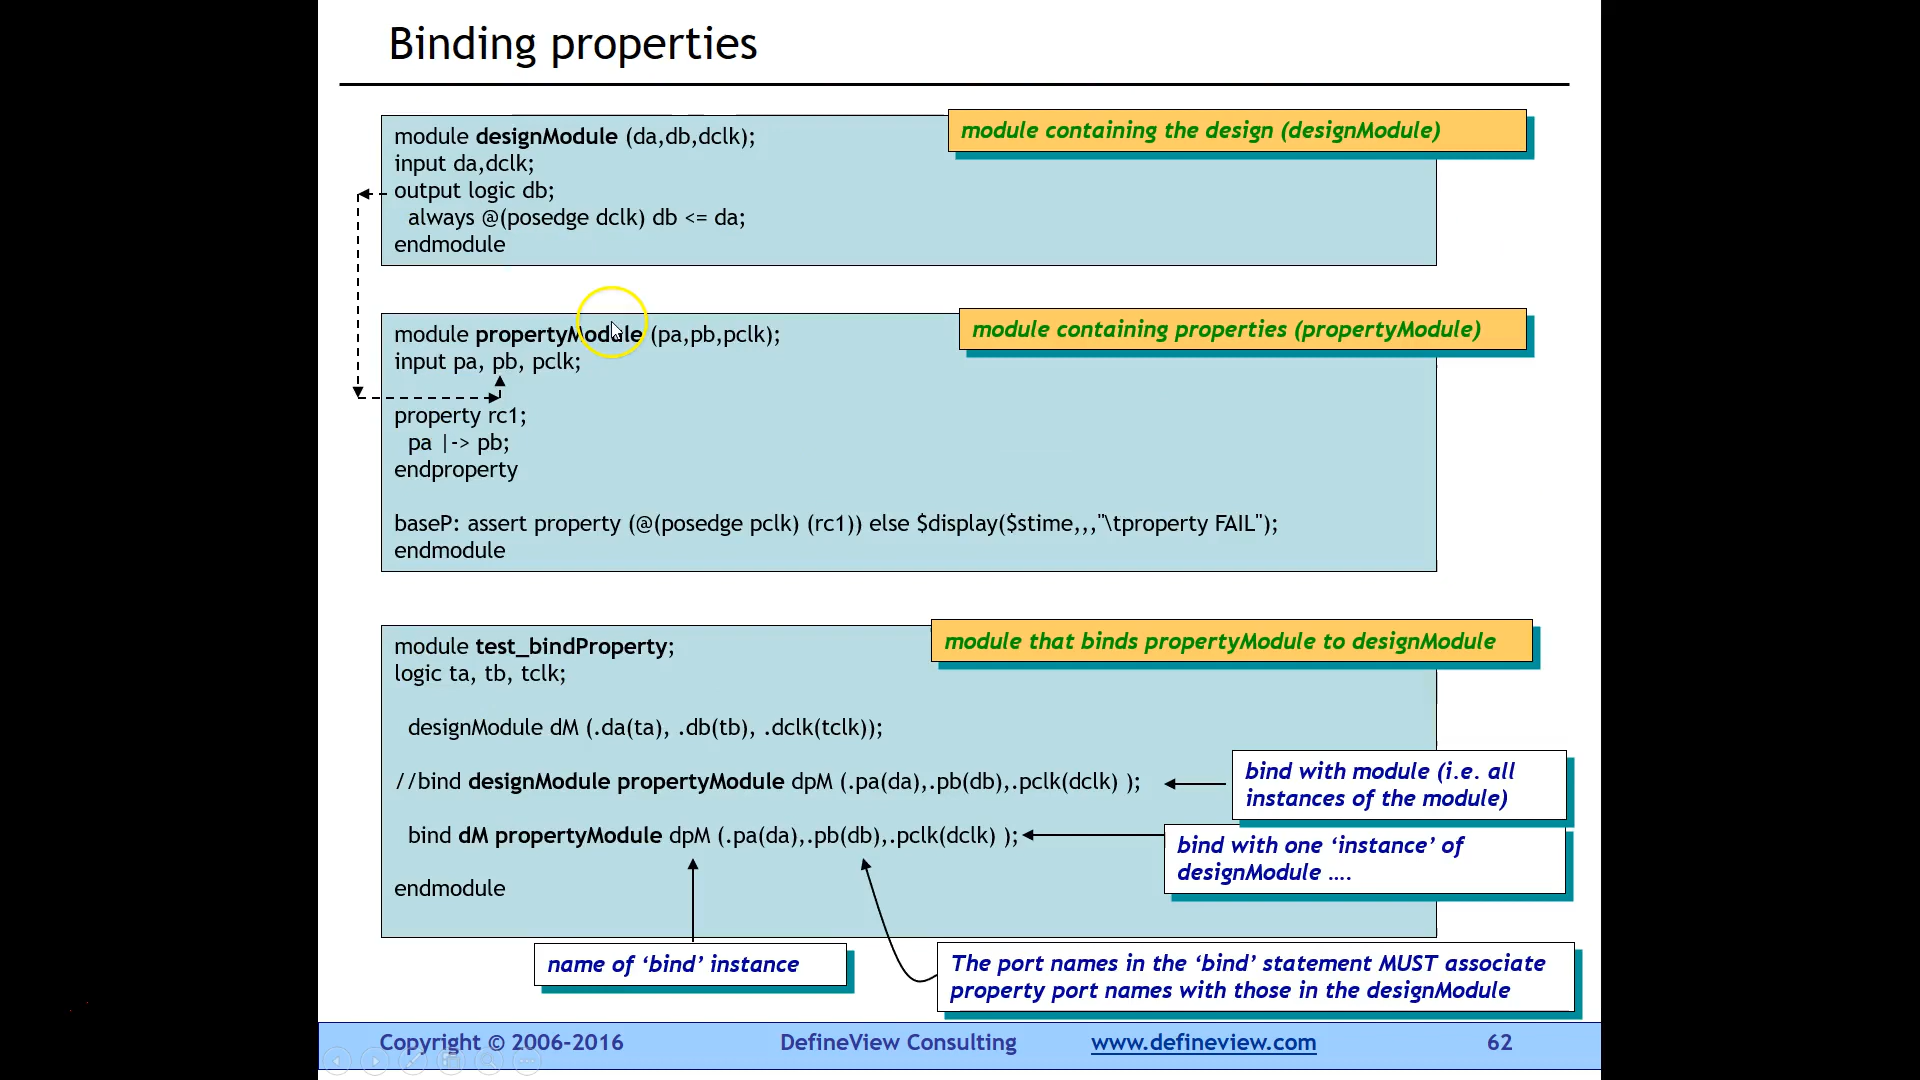 Binding properties
module containing the design (designModule)
module designModule (da,db,dclk);
input da,dclk;
output logic db;
always @(posedge dclk) db <= da;
endmodule
module containing properties (propertyModule)
module propertyModule (pa,pb,pclk);
input pa, pb, pclk;
property rc1;
pa |-> pb;
endproperty
baseP: assert property (@(posedge pclk) (rc1)) else $display($stime,,,"\tproperty FAIL");
endmodule
module that binds propertyModule to designModule
module test_bindProperty;
logic ta, tb, tclk;
designModule dM (.da(ta), .db(tb), .dclk(tclk));
//bind designModule propertyModule dpM (.pa(da),.pb(db),.pclk(dclk) );
bind with module (i.e. all
instances of the module)
bind dM propertyModule dpM (.pa(da),.pb(db),.pclk(dclk) );
bind with one ‘instance’ of
designModule ….
endmodule
name of ‘bind’ instance
The port names in the ‘bind’ statement MUST associate
property port names with those in the designModule
Copyright © 2006-2016 DefineView Consulting www.defineview.com 62